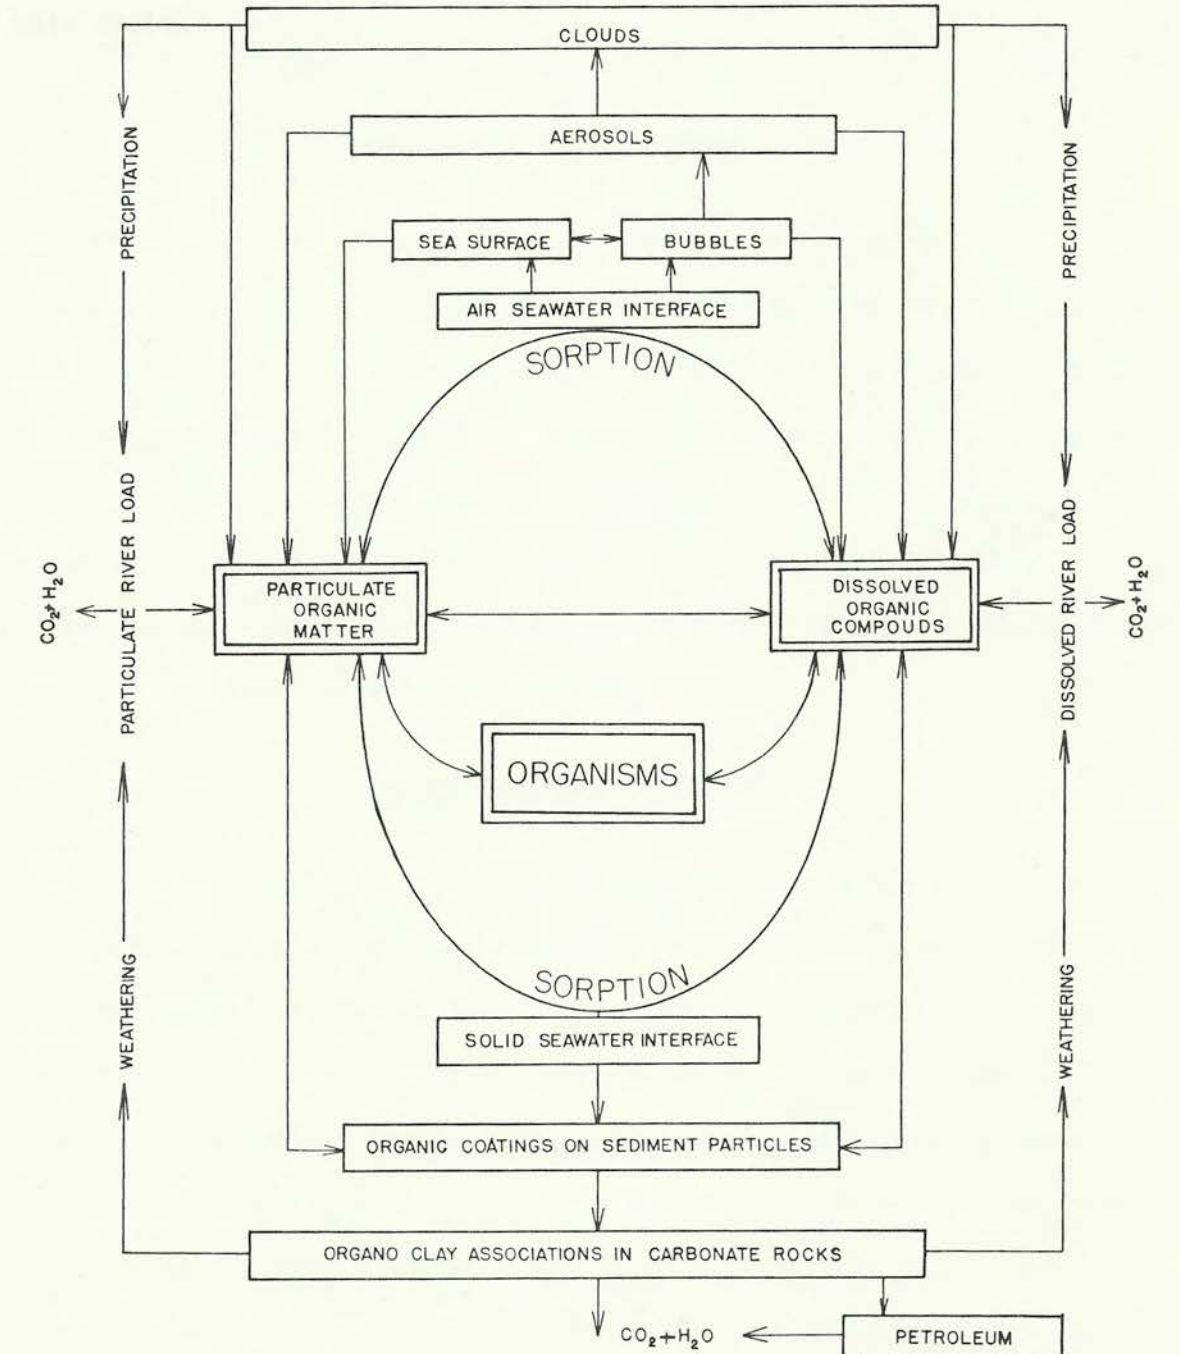 CLOUDS
AEROSOLS
SEA SURFACE
BUBBLES
AIR SEAWATER INTERFACE
SORPTION
PRECIPITATION
PRECIPITATION
PARTICULATE RIVER LOAD
DISSOLVED RIVER LOAD
CO₂+H₂O
PARTICULATE
ORGANIC
MATTER
DISSOLVED
ORGANIC
COMPOUDS
CO₂+H₂O
ORGANISMS
SORPTION
WEATHERING
WEATHERING
SOLID SEAWATER INTERFACE
ORGANIC COATINGS ON SEDIMENT PARTICLES
ORGANO CLAY ASSOCIATIONS IN CARBONATE ROCKS
CO₂+H₂O
PETROLEUM